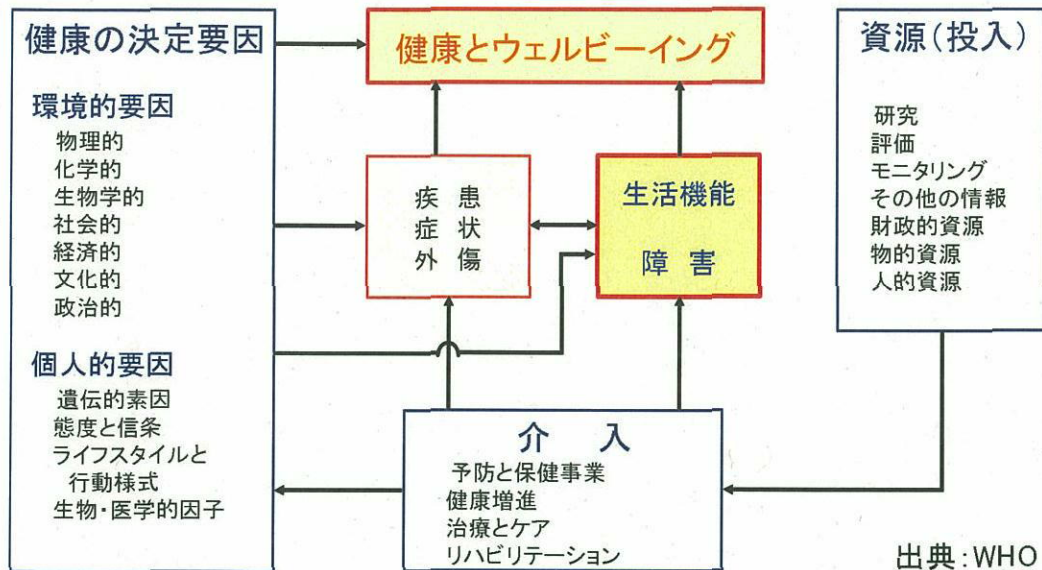 健康の決定要因
環境的要因
物理的
化学的
生物学的
社会的
経済的
文化的
政治的
個人的要因
遺伝的素因
態度と信条
ライフスタイルと
行動様式
生物・医学的因子
健康とウェルビーイング
疾 患
症 状
外 傷
生活機能
障 害
介 入
予防と保健事業
健康増進
治療とケア
リハビリテーション
資源(投入)
研究
評価
モニタリング
その他の情報
財政的資源
物的資源
人的資源
出典:WHO